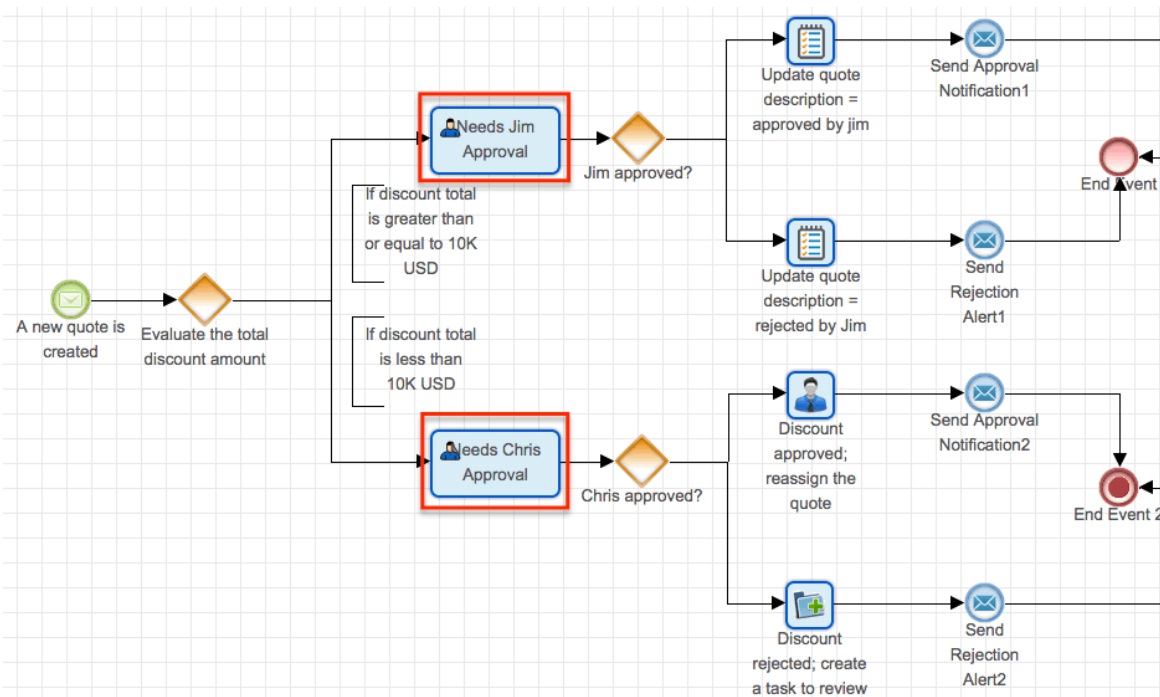 Needs Jim
Approval
Jim approved?
Update quote
description =
approved by jim
Send Approval
Notification1
End Event
If discount total
is greater than
or equal to 10K
USD
Update quote
description =
rejected by Jim
Send
Rejection
Alert1
A new quote is
created
Evaluate the total
discount amount
If discount total
is less than
10K USD
Needs Chris
Approval
Chris approved?
Discount
approved;
reassign the
quote
Send Approval
Notification2
End Event 2
Discount
rejected; create
a task to review
Send
Rejection
Alert2